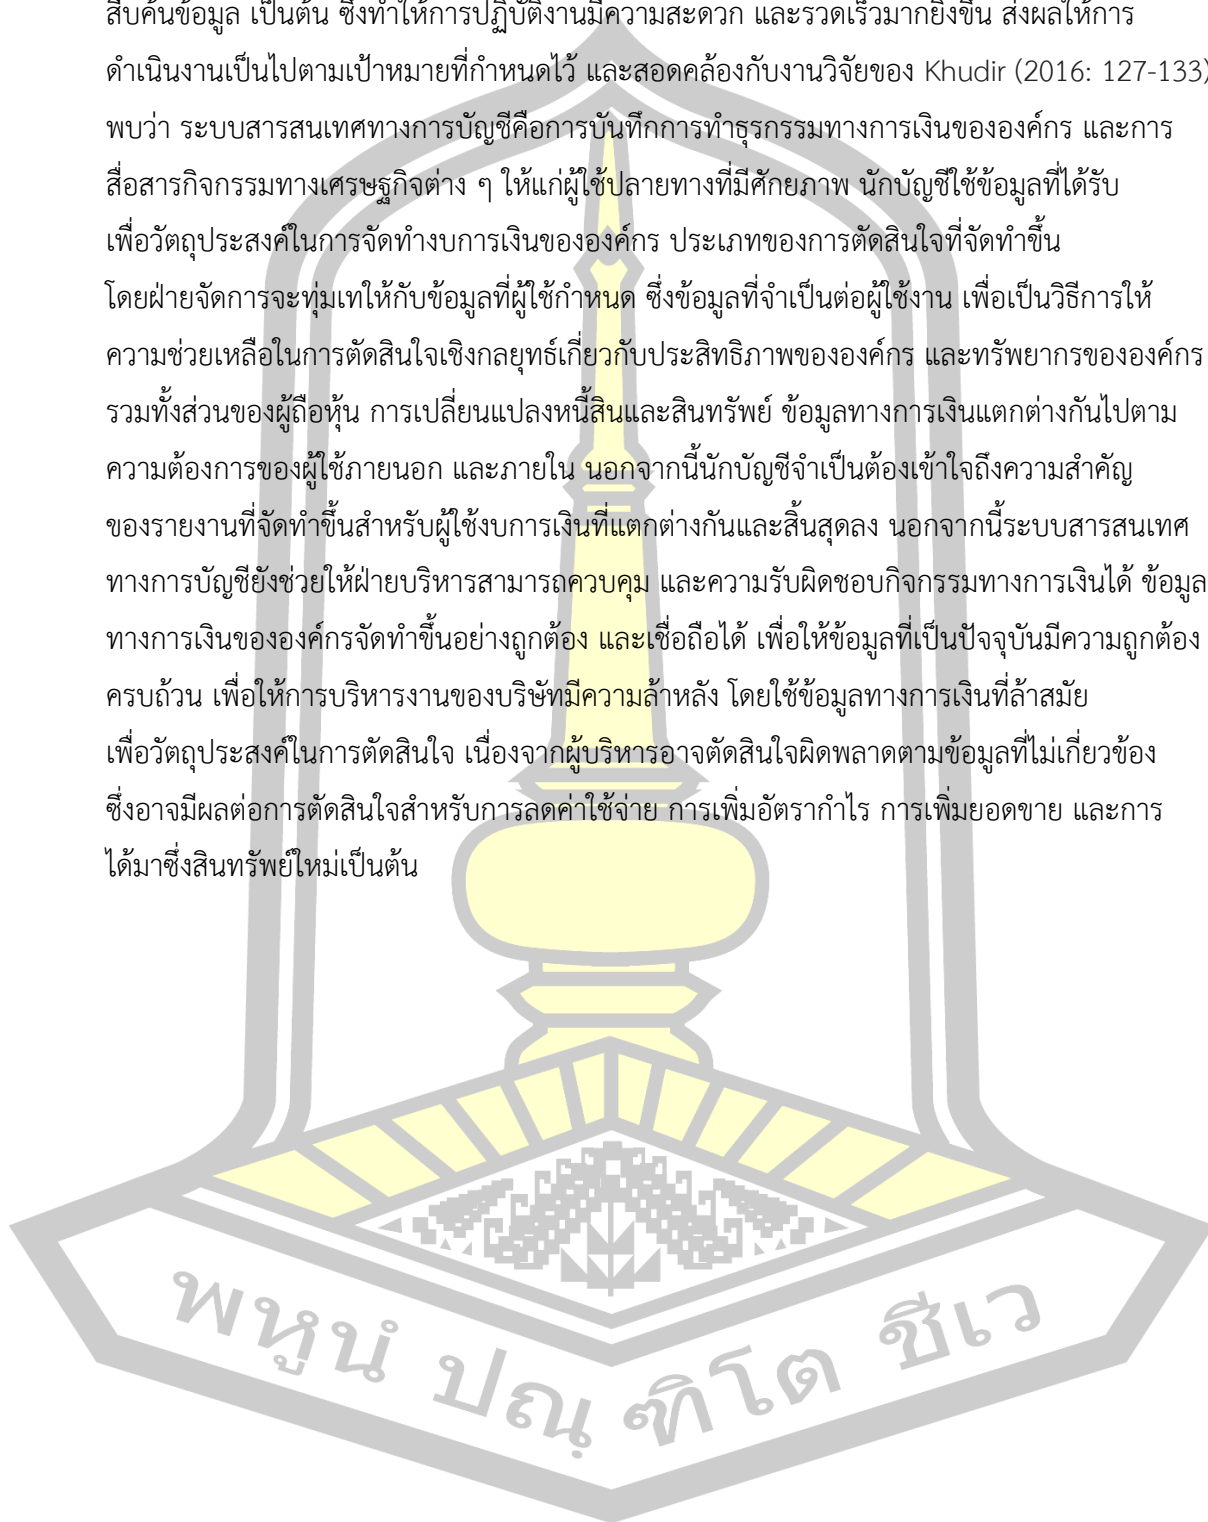 สืบค้นข้อมูล เป็นต้น ซึ่งทำให้การปฏิบัติงานมีความสะดวก และรวดเร็วมากยิ่งขึ้น ส่งผลให้การ
ดำเนินงานเป็นไปตามเป้าหมายที่กำหนดไว้ และสอดคล้องกับงานวิจัยของ Khudir (2016: 127-133)
พบว่า ระบบสารสนเทศทางการบัญชีคือการบันทึกการทำธุรกรรมทางการเงินขององค์กร และการ
สื่อสารกิจกรรมทางเศรษฐกิจต่าง ๆ ให้แก่ผู้ใช้ปลายทางที่มีศักยภาพ นักบัญชีใช้ข้อมูลที่ได้รับ
เพื่อวัตถุประสงค์ในการจัดทำงบการเงินขององค์กร ประเภทของการตัดสินใจที่จัดทำขึ้น
โดยฝ่ายจัดการจะทุ่มเทให้กับข้อมูลที่ผู้ใช้กำหนด ซึ่งข้อมูลที่จำเป็นต่อผู้ใช้งาน เพื่อเป็นวิธีการให้
ความช่วยเหลือในการตัดสินใจเชิงกลยุทธ์เกี่ยวกับประสิทธิภาพขององค์กร และทรัพยากรขององค์กร
รวมทั้งส่วนของผู้ถือหุ้น การเปลี่ยนแปลงหนี้สินและสินทรัพย์ ข้อมูลทางการเงินแตกต่างกันไปตาม
ความต้องการของผู้ใช้ภายนอก และภายใน นอกจากนี้นักบัญชีจำเป็นต้องเข้าใจถึงความสำคัญ
ของรายงานที่จัดทำขึ้นสำหรับผู้ใช้งบการเงินที่แตกต่างกันและสิ้นสุดลง นอกจากนี้ระบบสารสนเทศ
ทางการบัญชียังช่วยให้ฝ่ายบริหารสามารถควบคุม และความรับผิดชอบกิจกรรมทางการเงินได้ ข้อมูล
ทางการเงินขององค์กรจัดทำขึ้นอย่างถูกต้อง และเชื่อถือได้ เพื่อให้ข้อมูลที่เป็นปัจจุบันมีความถูกต้อง
ครบถ้วน เพื่อให้การบริหารงานของบริษัทมีความล้าหลัง โดยใช้ข้อมูลทางการเงินที่ล้าสมัย
เพื่อวัตถุประสงค์ในการตัดสินใจ เนื่องจากผู้บริหารอาจตัดสินใจผิดพลาดตามข้อมูลที่ไม่เกี่ยวข้อง
ซึ่งอาจมีผลต่อการตัดสินใจสำหรับการลดค่าใช้จ่าย การเพิ่มอัตรากำไร การเพิ่มยอดขาย และการ
ได้มาซึ่งสินทรัพย์ใหม่เป็นต้น
พหูนํ ปณฺ ฑิโต ชีเว